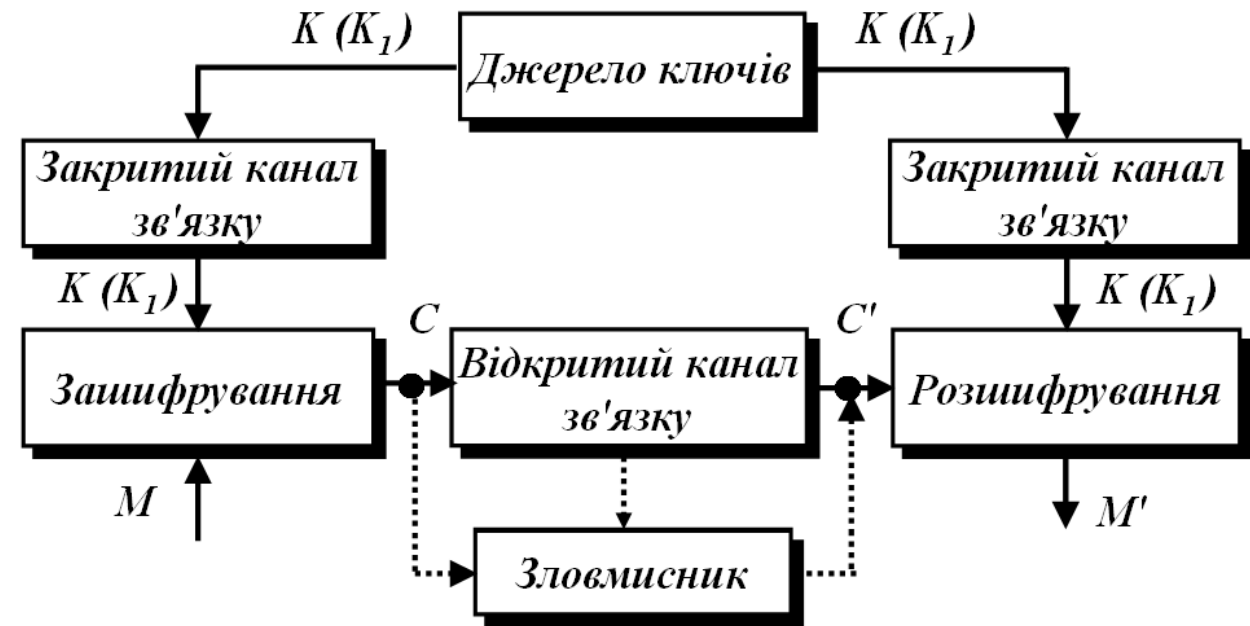 K (K₁)
Джерело ключів
K (K₁)
Закритий канал
зв'язку
Закритий канал
зв'язку
K (K₁)
K (K₁)
Зашифрування
C
Відкритий канал
зв'язку
C'
Розшифрування
M
Зловмисник
M'